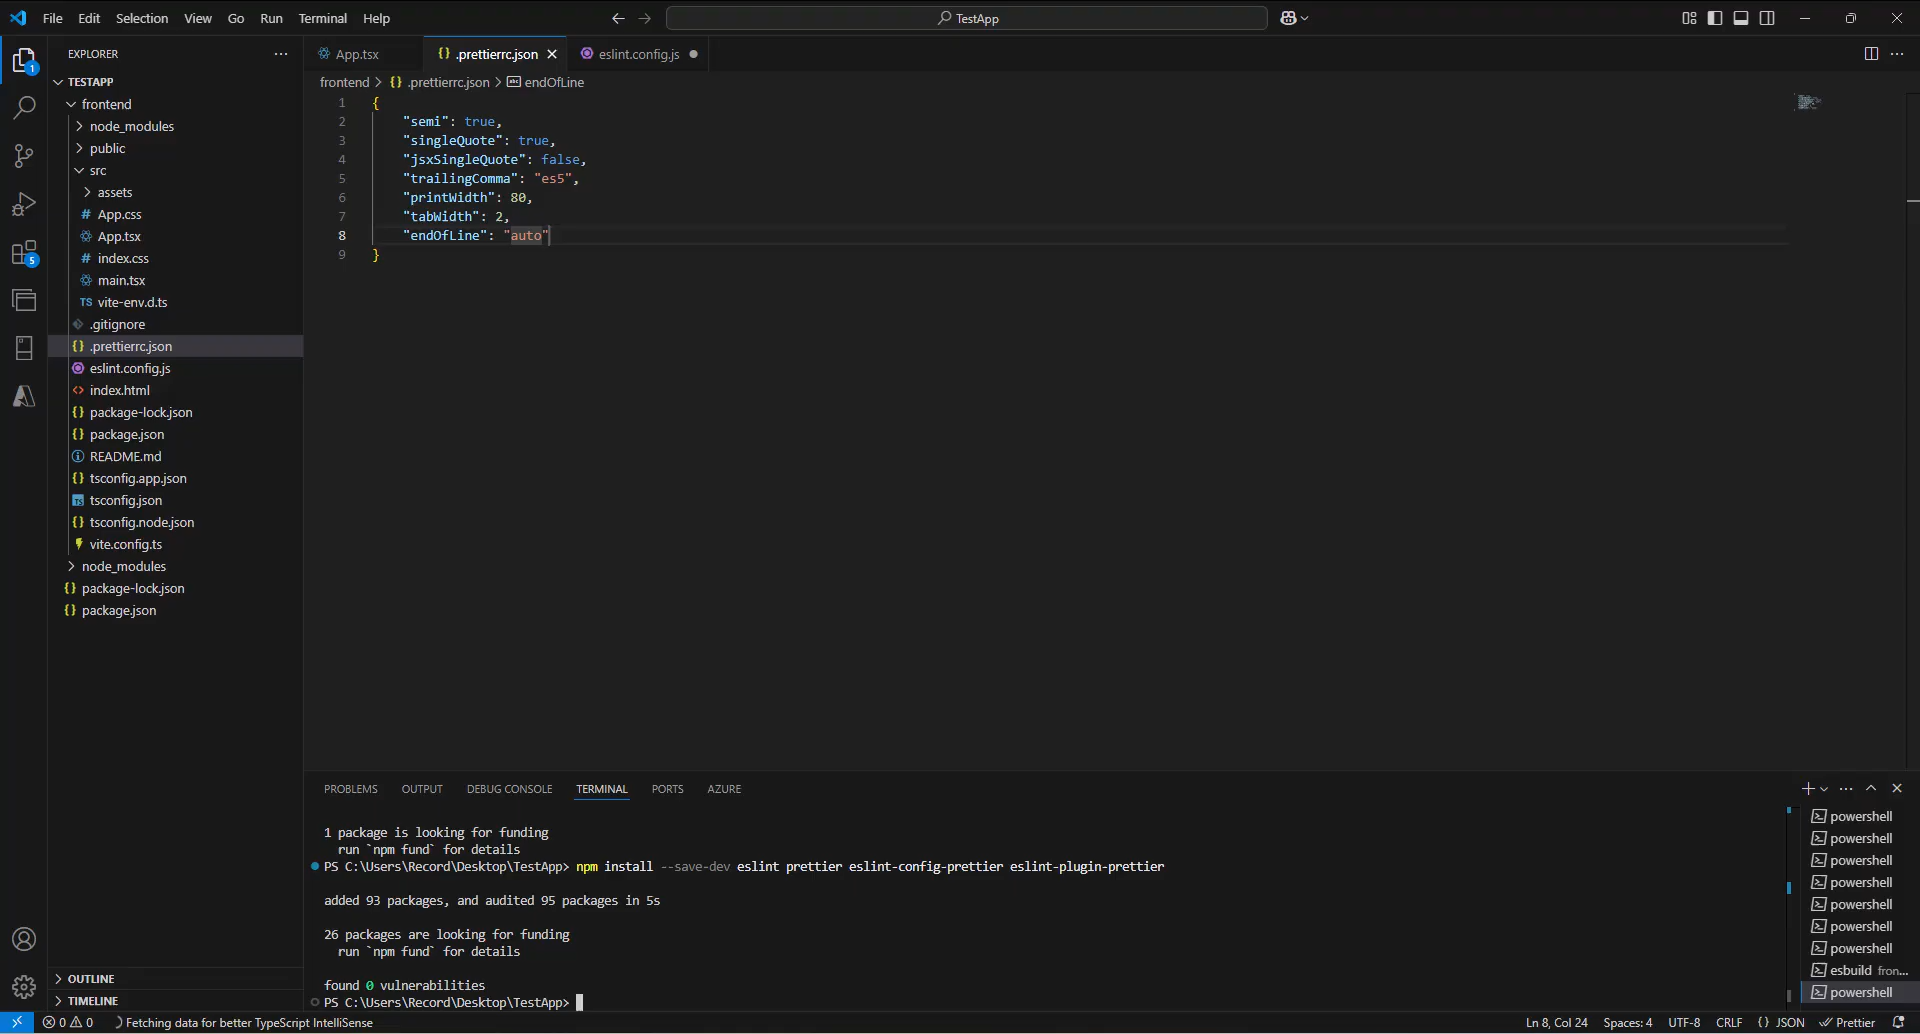 File Edit Selection View Go Run Terminal Help
TestApp
EXPLORER
App.tsx
.prettierrc.json
eslint.config.js
TESTAPP
frontend
node_modules
public
src
assets
App.css
App.tsx
index.css
main.tsx
vite-env.d.ts
.gitignore
.prettierrc.json
eslint.config.js
index.html
package-lock.json
package.json
README.md
tsconfig.app.json
tsconfig.json
tsconfig.node.json
vite.config.ts
node_modules
package-lock.json
package.json
OUTLINE
TIMELINE
1
5
frontend > {} .prettierrc.json > endOfLine
1 {
2 "semi": true,
3 "singleQuote": true,
4 "jsxSingleQuote": false,
5 "trailingComma": "es5",
6 "printWidth": 80,
7 "tabWidth": 2,
8 "endOfLine": "auto"
9 }
PROBLEMS OUTPUT DEBUG CONSOLE TERMINAL PORTS AZURE
1 package is looking for funding
run `npm fund` for details
PS C:\Users\Record\Desktop\TestApp> npm install --save-dev eslint prettier eslint-config-prettier eslint-plugin-prettier
added 93 packages, and audited 95 packages in 5s
26 packages are looking for funding
run `npm fund` for details
found 0 vulnerabilities
PS C:\Users\Record\Desktop\TestApp>
powershell
powershell
powershell
powershell
powershell
powershell
powershell
esbuild fron...
powershell
0 0 Fetching data for better TypeScript IntelliSense
Ln 8, Col 24 Spaces: 4 UTF-8 CRLF {} JSON Prettier